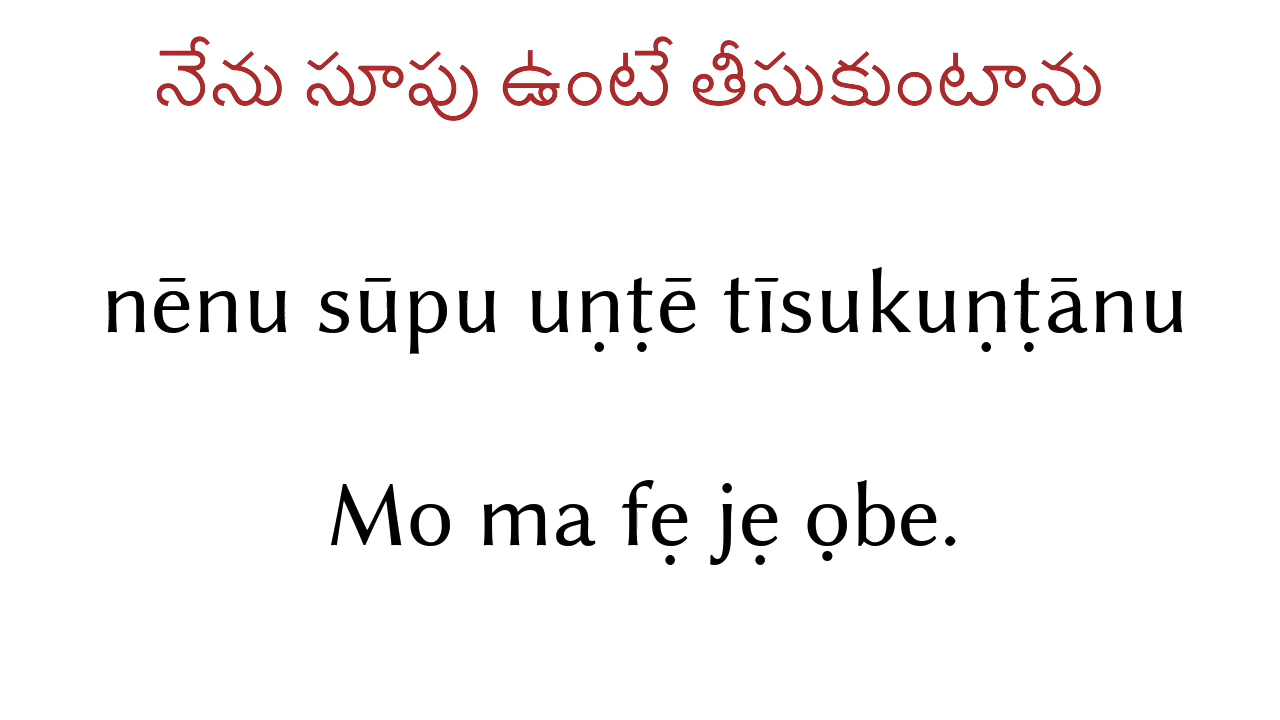 నేను సూపు ఉంటే తీసుకుంటాను
nēnu sūpu uṇṭē tīsukuṇṭānu
Mo ma fẹ jẹ ọbe.